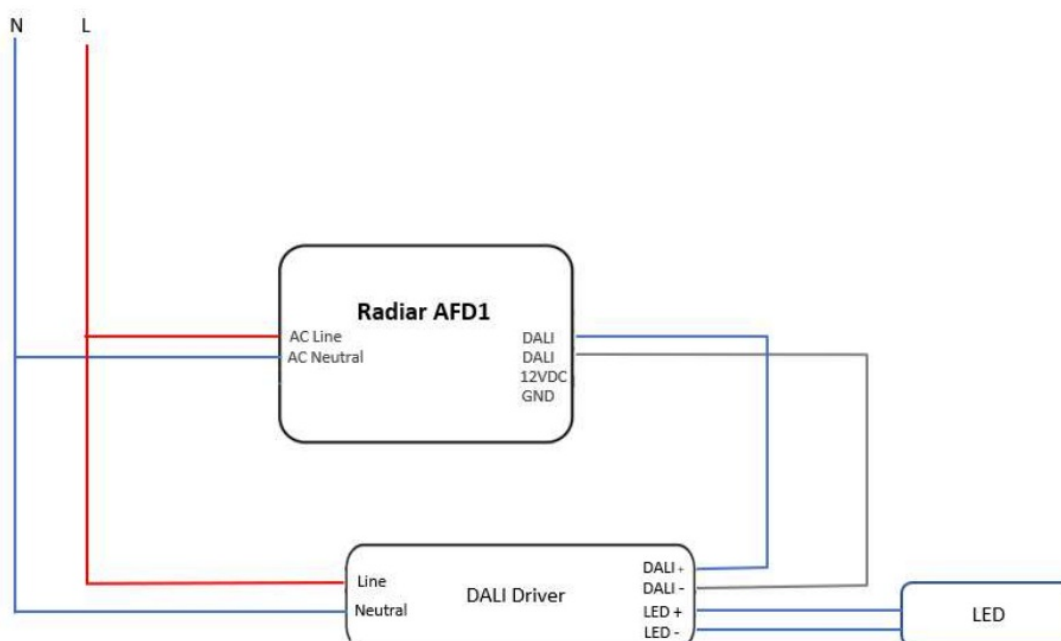 N L
Radiar AFD1
AC Line DALI
AC Neutral DALI
12VDC
GND
DALI +
Line DALI Driver DALI -
Neutral LED +
LED -
LED